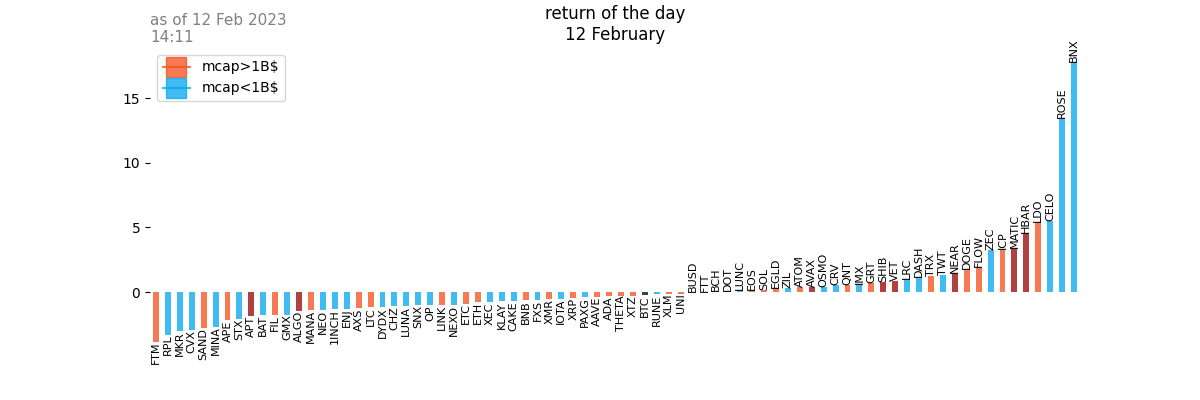 as of 12 Feb 2023
14:11
return of the day
12 February
mcap>1B$
mcap<1B$
15
10
5
0
FTM
RPL
MKR
CVX
SAND
MINA
APE
STX
APT
BAT
FIL
GMX
ALGO
MANA
NEO
1INCH
ENJ
AXS
LTC
DYDX
CHZ
LUNA
SNX
OP
LINK
NEXO
ETC
ETH
XEC
KLAY
CAKE
BNB
FXS
XMR
IOTA
XRP
PAXG
AAVE
ADA
THETA
XTZ
BTC
RUNE
XLM
UNI
BUSD
FTT
BCH
DOT
LUNC
EOS
SOL
EGLD
ZIL
ATOM
AVAX
OSMO
CRV
QNT
IMX
GRT
SHIB
VET
LRC
DASH
TRX
TWT
NEAR
DOGE
FLOW
ZEC
ICP
MATIC
HBAR
LDO
CELO
ROSE
BNX